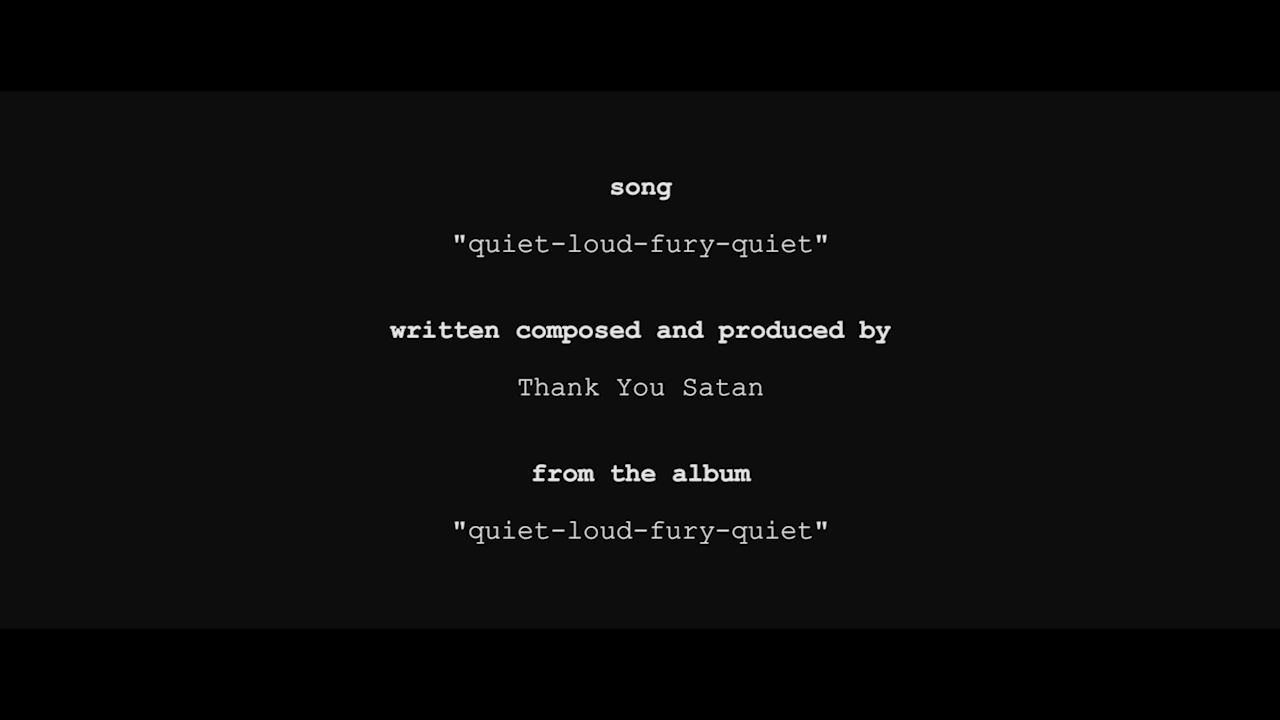 song
"quiet-loud-fury-quiet"
written composed and produced by
Thank You Satan
from the album
"quiet-loud-fury-quiet"